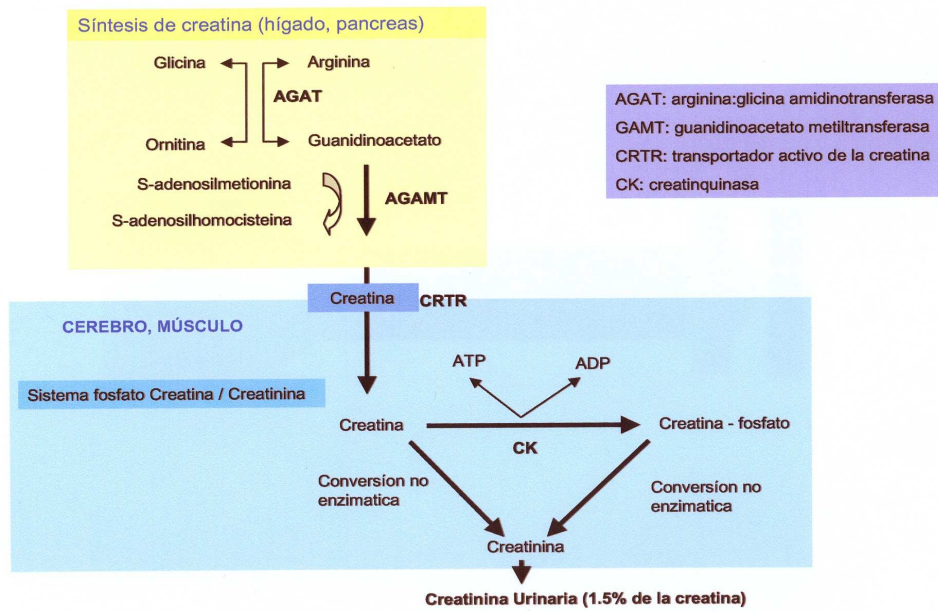 Síntesis de creatina (hígado, pancreas)
Glicina
Arginina
AGAT
Ornitina
Guanidinoacetato
S-adenosilmetionina
AGAMT
S-adenosilhomocisteina
AGAT: arginina:glicina amidinotransferasa
GAMT: guanidinoacetato metiltransferasa
CRTR: transportador activo de la creatina
CK: creatinquinasa
Creatina
CRTR
CEREBRO, MÚSCULO
ATP
ADP
Sistema fosfato Creatina / Creatinina
Creatina
Creatina - fosfato
CK
Conversíon no
enzimatica
Conversíon no
enzimatica
Creatinina
Creatinina Urinaria (1.5% de la creatina)